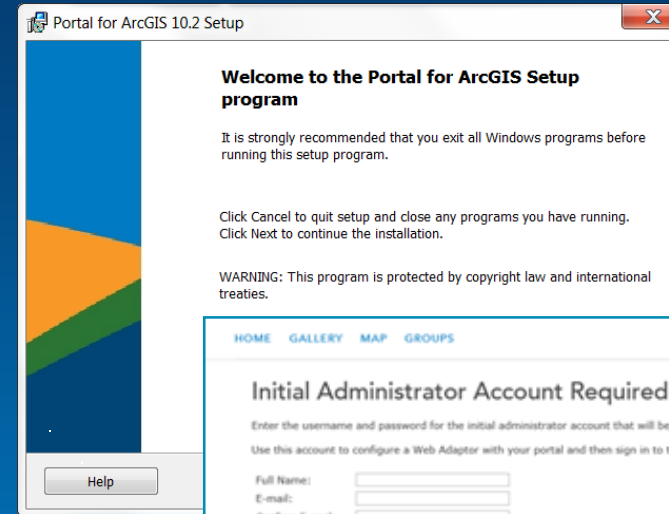 Portal for ArcGIS 10.2 Setup
Welcome to the Portal for ArcGIS Setup
program
It is strongly recommended that you exit all Windows programs before
running this setup program.
Click Cancel to quit setup and close any programs you have running.
Click Next to continue the installation.
WARNING: This program is protected by copyright law and international
treaties.
HOME GALLERY MAP GROUPS
Initial Administrator Account Required
Enter the username and password for the initial administrator account that will be
Use this account to configure a Web Adaptor with your portal and then sign in to
Full Name:
E-mail:
Help